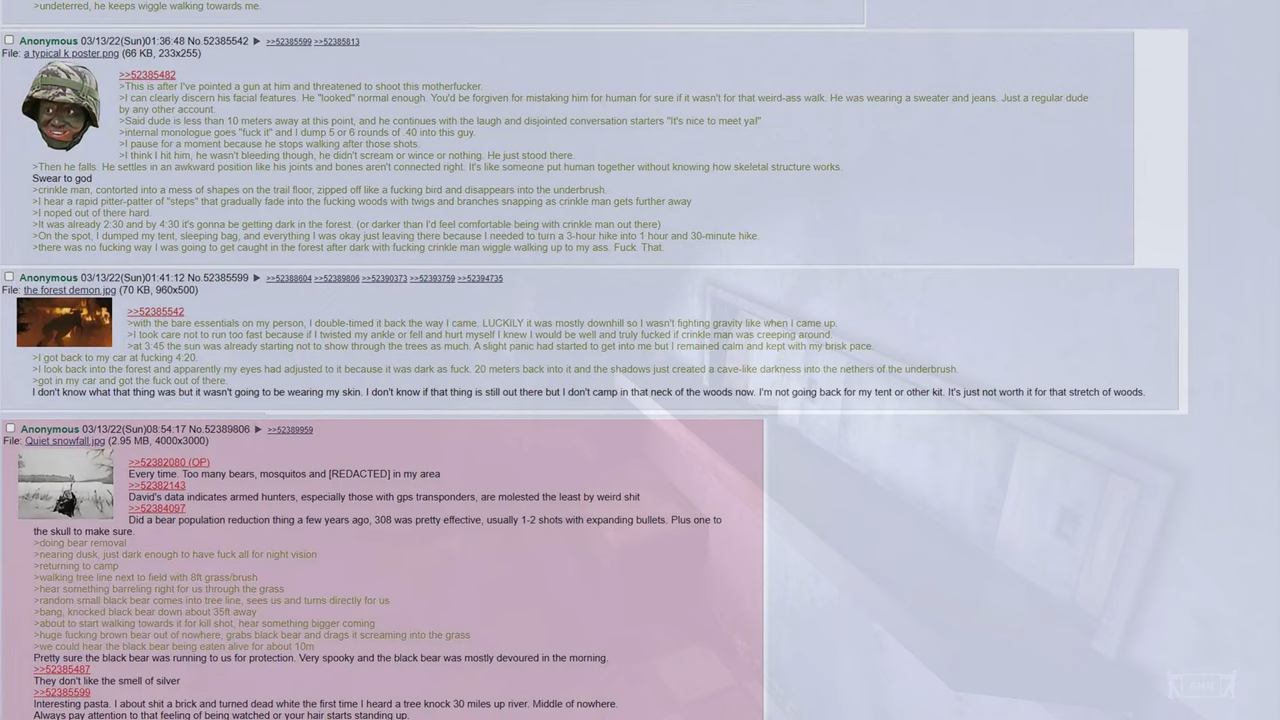 >undeterred, he keeps wiggle walking towards me.
Anonymous 03/13/22(Sun)01:36:48 No.52385542 ▶ >>52385599 >>52385813
File: a typical k poster.png (66 KB, 233x255)
>>52385482
>This is after I've pointed a gun at him and threatened to shoot this motherfucker.
>I can clearly discern his facial features. He "looked" normal enough. You'd be forgiven for mistaking him for human for sure if it wasn't for that weird-ass walk. He was wearing a sweater and jeans. Just a regular dude
by any other account.
>Said dude is less than 10 meters away at this point, and he continues with the laugh and disjointed conversation starters "It's nice to meet ya!"
>internal monologue goes "fuck it" and I dump 5 or 6 rounds of .40 into this guy.
>I pause for a moment because he stops walking after those shots.
>I think I hit him, he wasn't bleeding though, he didn't scream or wince or nothing. He just stood there.
>Then he falls. He settles in an awkward position like his joints and bones aren't connected right. It's like someone put human together without knowing how skeletal structure works.
Swear to god
>crinkle man, contorted into a mess of shapes on the trail floor, zipped off like a fucking bird and disappears into the underbrush.
>I hear a rapid pitter-patter of "steps" that gradually fade into the fucking woods with twigs and branches snapping as crinkle man gets further away
>I noped out of there hard.
>It was already 2:30 and by 4:30 it's gonna be getting dark in the forest. (or darker than I'd feel comfortable being with crinkle man out there)
>On the spot, I dumped my tent, sleeping bag, and everything I was okay just leaving there because I needed to turn a 3-hour hike into 1 hour and 30-minute hike.
>there was no fucking way I was going to get caught in the forest after dark with fucking crinkle man wiggle walking up to my ass. Fuck. That.
Anonymous 03/13/22(Sun)01:41:12 No.52385599 ▶ >>52388604 >>52389806 >>52390373 >>52393759 >>52394735
File: the forest demon.jpg (70 KB, 960x500)
>>52385542
>with the bare essentials on my person, I double-timed it back the way I came. LUCKILY it was mostly downhill so I wasn't fighting gravity like when I came up.
>I took care not to run too fast because if I twisted my ankle or fell and hurt myself I knew I would be well and truly fucked if crinkle man was creeping around.
>at 3:45 the sun was already starting not to show through the trees as much. A slight panic had started to get into me but I remained calm and kept with my brisk pace.
>I got back to my car at fucking 4:20.
>I look back into the forest and apparently my eyes had adjusted to it because it was dark as fuck. 20 meters back into it and the shadows just created a cave-like darkness into the nethers of the underbrush.
>got in my car and got the fuck out of there.
I don't know what that thing was but it wasn't going to be wearing my skin. I don't know if that thing is still out there but I don't camp in that neck of the woods now. I'm not going back for my tent or other kit. It's just not worth it for that stretch of woods.
Anonymous 03/13/22(Sun)08:54:17 No.52389806 ▶ >>52389959
File: Quiet snowfall.jpg (2.95 MB, 4000x3000)
>>52382080 (OP)
Every time. Too many bears, mosquitos and [REDACTED] in my area
>>52382143
David's data indicates armed hunters, especially those with gps transponders, are molested the least by weird shit
>>52384097
Did a bear population reduction thing a few years ago, 308 was pretty effective, usually 1-2 shots with expanding bullets. Plus one to
the skull to make sure.
>doing bear removal
>nearing dusk, just dark enough to have fuck all for night vision
>returning to camp
>walking tree line next to field with 8ft grass/brush
>hear something barreling right for us through the grass
>random small black bear comes into tree line, sees us and turns directly for us
>bang, knocked black bear down about 35ft away
>about to start walking towards it for kill shot, hear something bigger coming
>huge fucking brown bear out of nowhere, grabs black bear and drags it screaming into the grass
>we could hear the black bear being eaten alive for about 10m
Pretty sure the black bear was running to us for protection. Very spooky and the black bear was mostly devoured in the morning.
>>52385487
They don't like the smell of silver
>>52385599
Interesting pasta. I about shit a brick and turned dead white the first time I heard a tree knock 30 miles up river. Middle of nowhere.
Always pay attention to that feeling of being watched or your hair starts standing up.